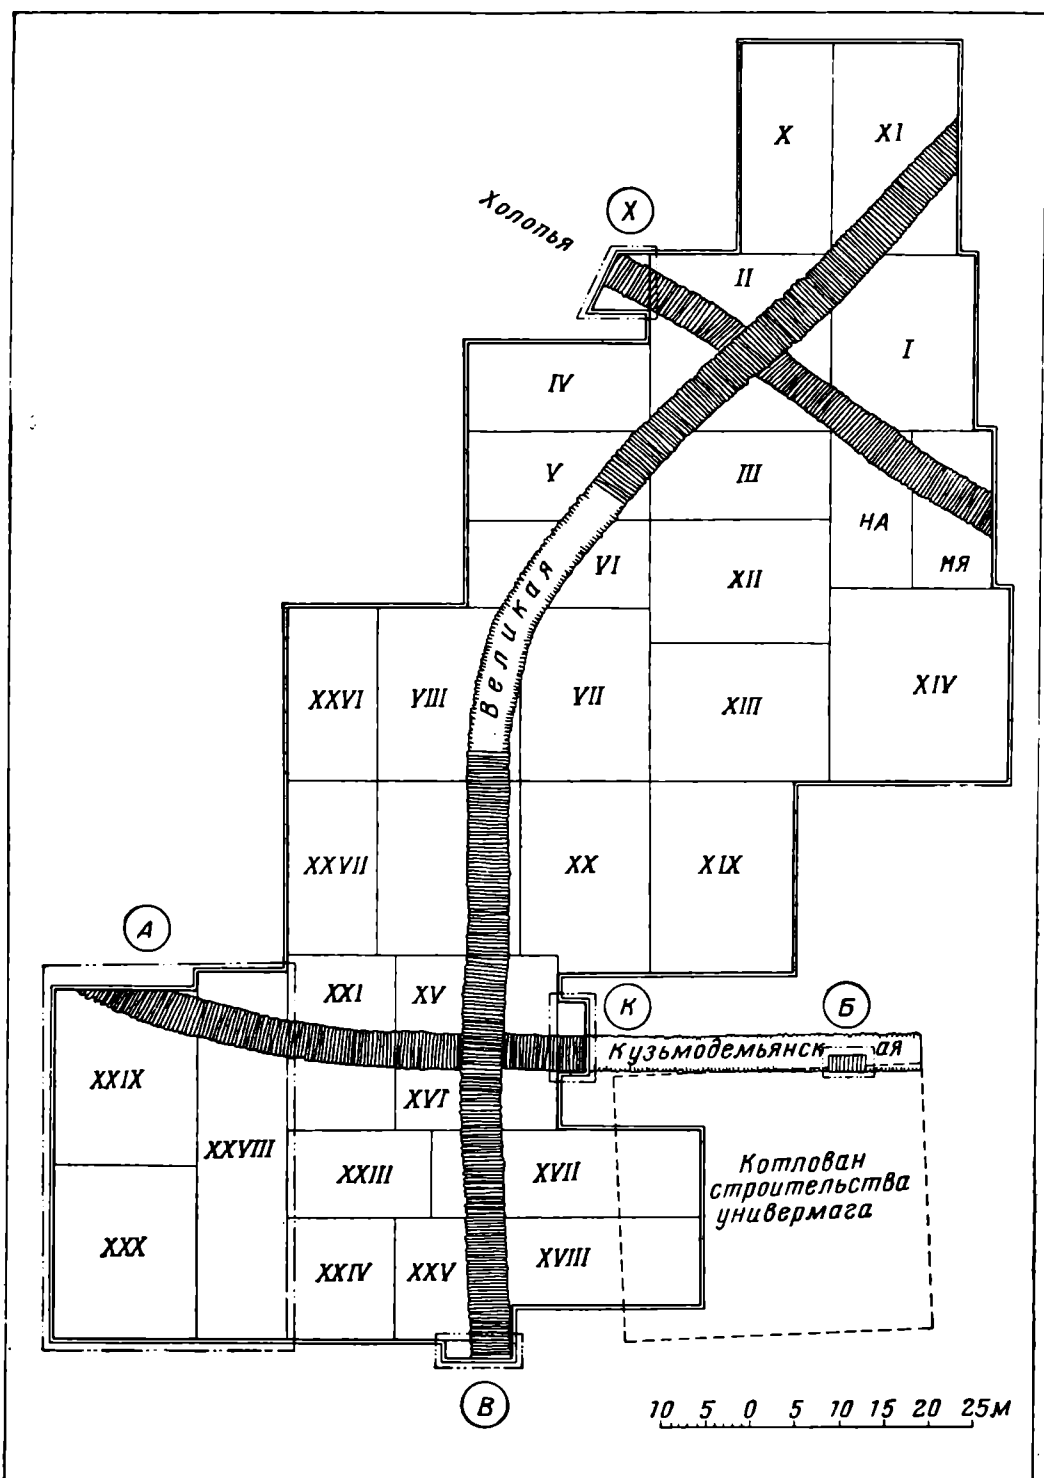 X
XI
Холопья
Х
II
I
IV
V
III
НА
МЯ
VI
XII
Великая
XXVI
VIII
VII
XIII
XIV
XXVII
XX
XIX
А
XXI
XV
К
Б
Кузьмодемьянская
XXIX
XVI
XXVIII
XXIII
XVII
Котлован
строительства
универмага
XXX
XXIV
XXV
XVIII
В
10 5 0 5 10 15 20 25м